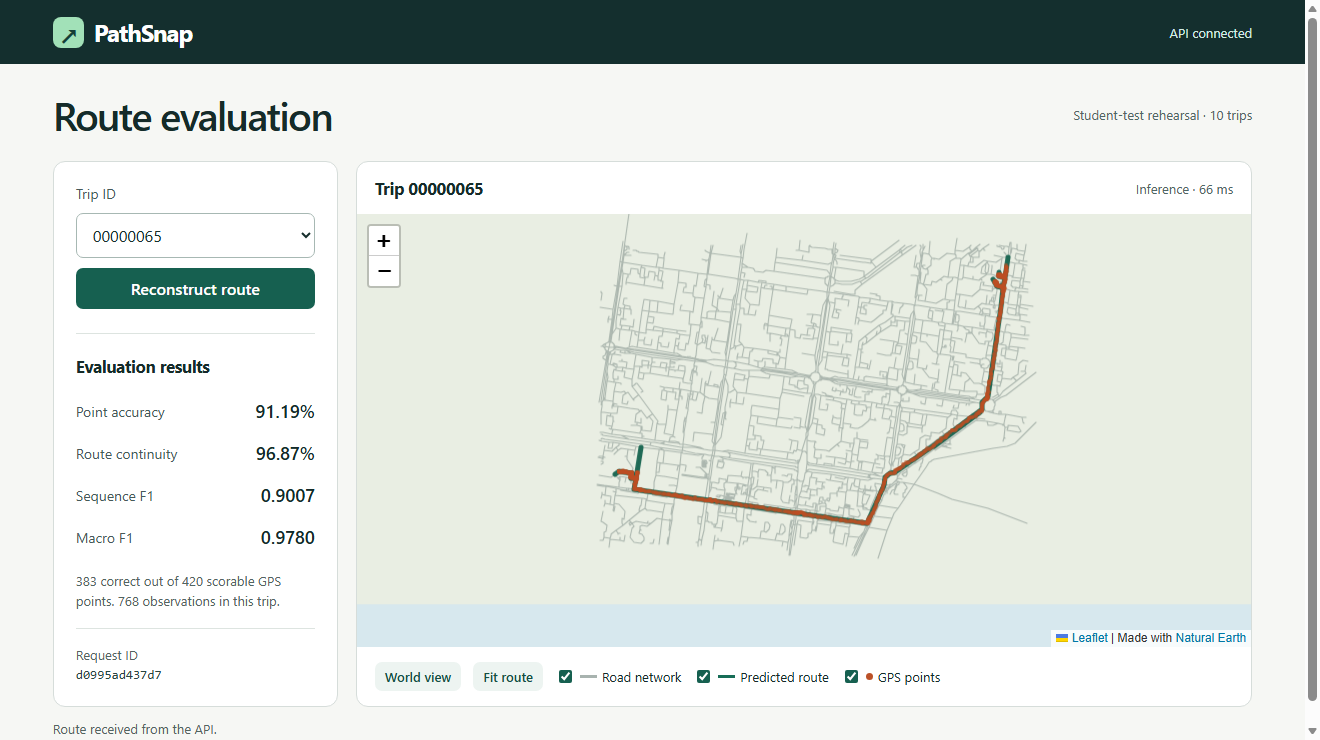 PathSnap
API connected
Route evaluation
Student-test rehearsal · 10 trips
Trip ID
00000065
Reconstruct route
Evaluation results
Point accuracy 91.19%
Route continuity 96.87%
Sequence F1 0.9007
Macro F1 0.9780
383 correct out of 420 scorable GPS
points. 768 observations in this trip.
Request ID
d0995ad437d7
Trip 00000065
Inference · 66 ms
+
−
Leaflet | Made with Natural Earth
World view
Fit route
Road network
Predicted route
GPS points
Route received from the API.